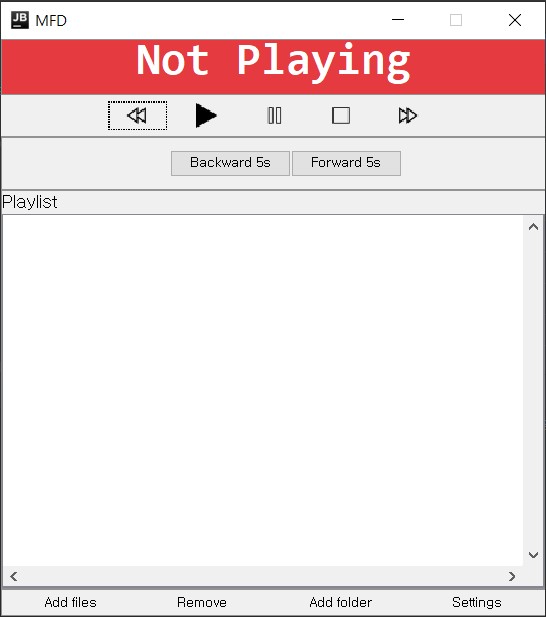 JB MFD
Not Playing
Backward 5s Forward 5s
Playlist
Add files Remove Add folder Settings